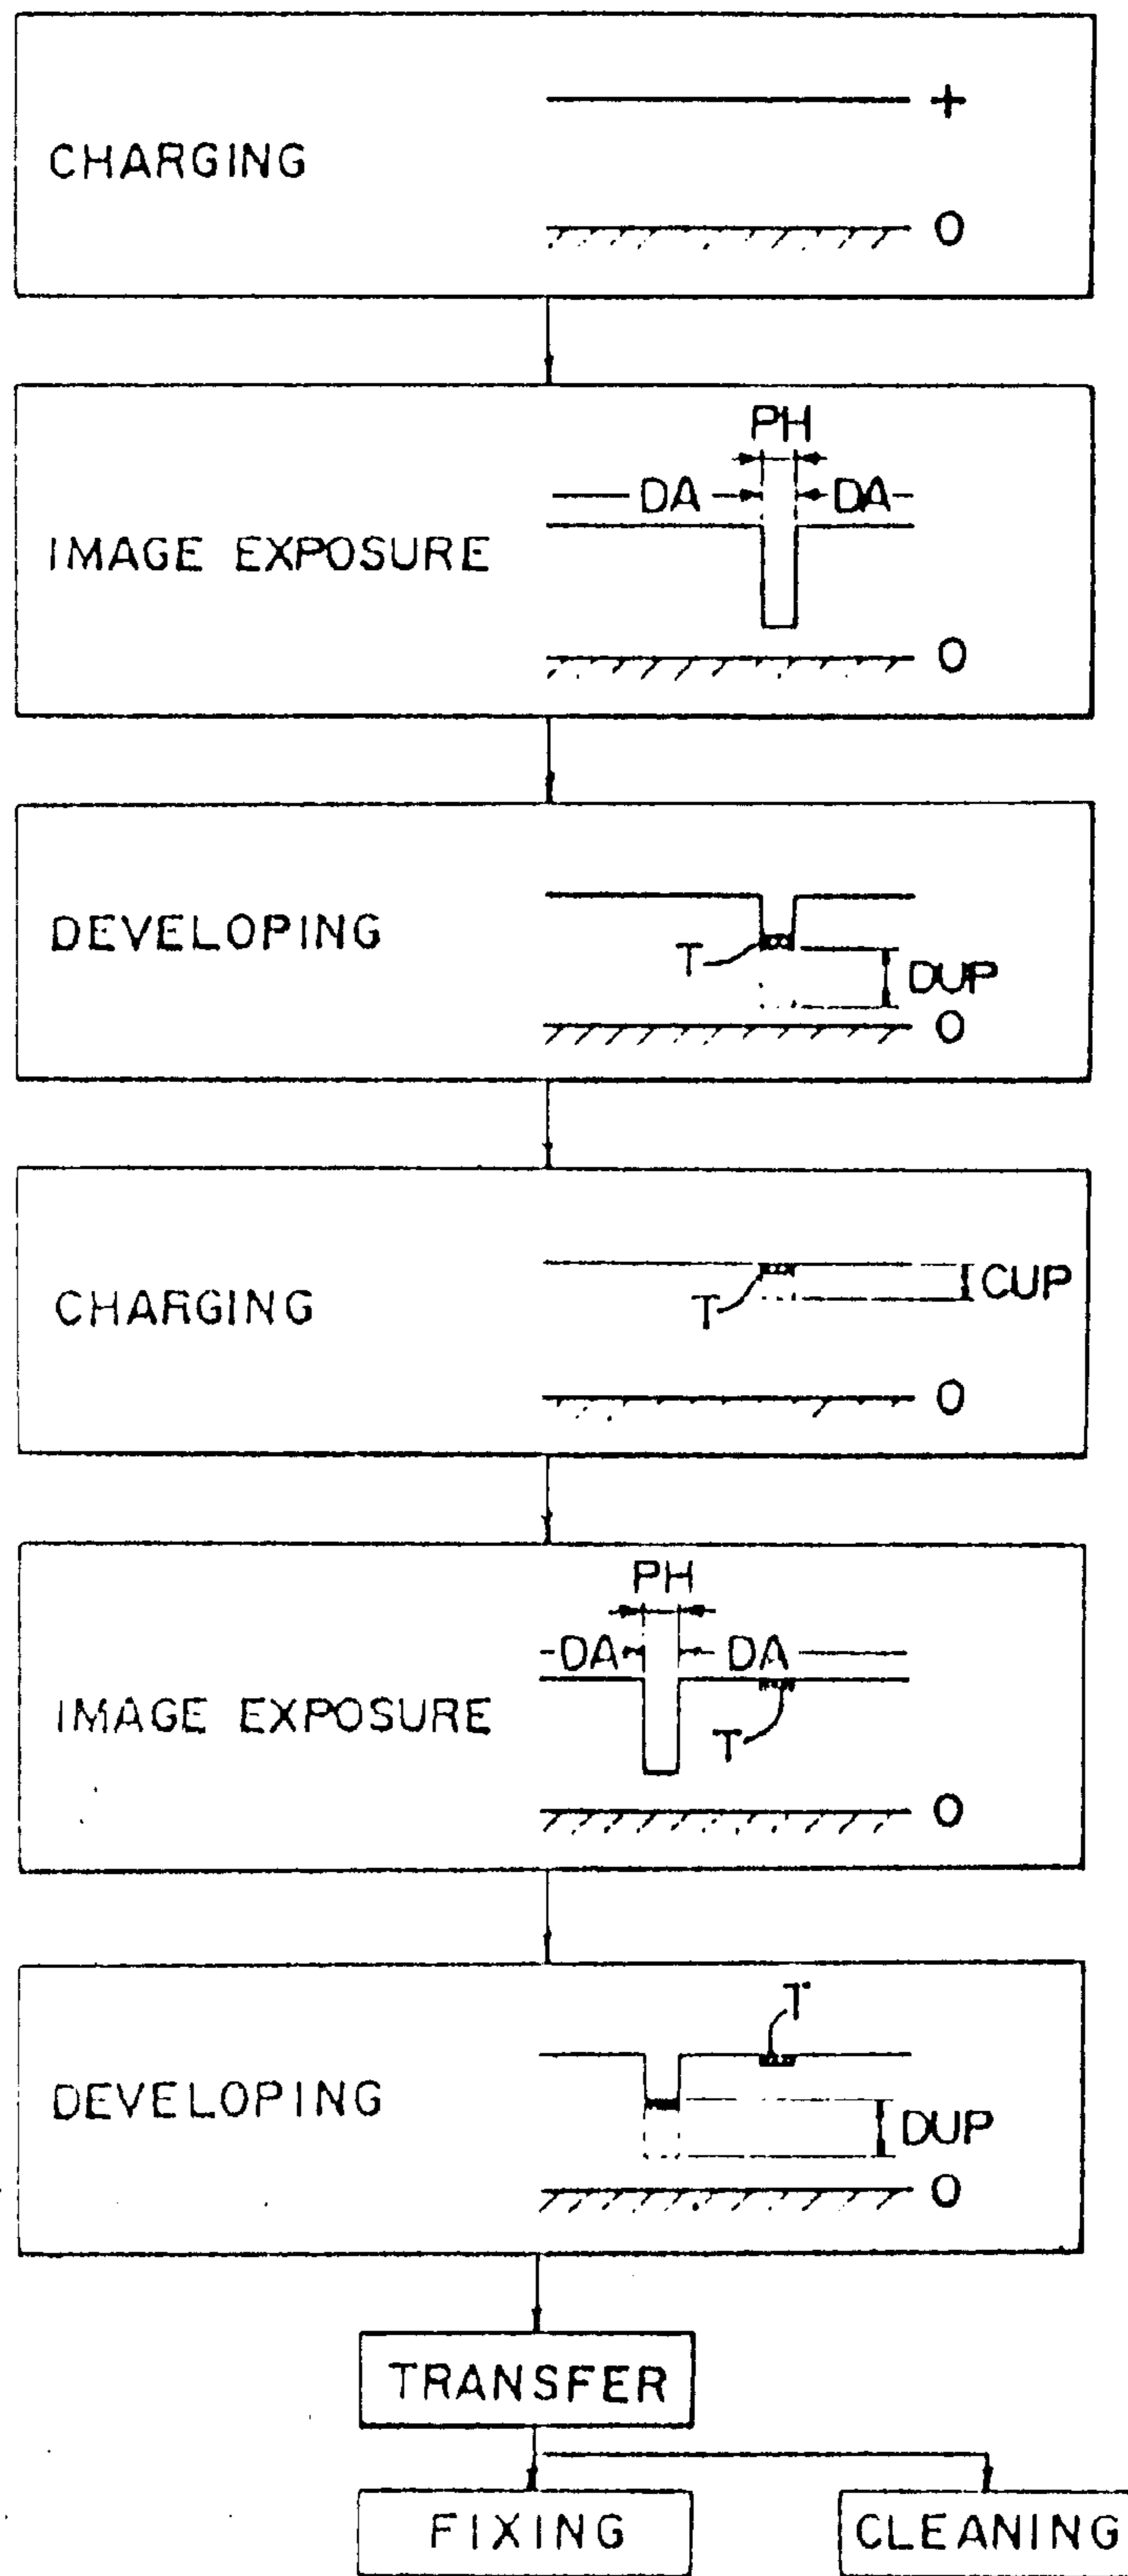 +
CHARGING
0
PH
DA DA
IMAGE EXPOSURE
0
DEVELOPING
T
DUP
0
CUP
T
CHARGING
0
PH
DA DA
IMAGE EXPOSURE
T
0
T
DEVELOPING
DUP
0
TRANSFER
FIXING CLEANING